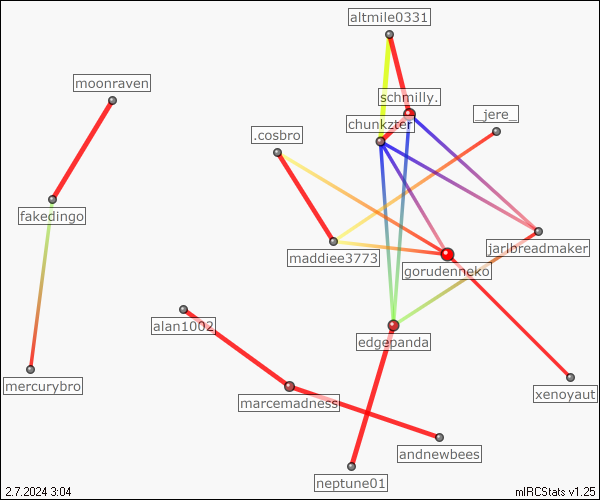 altmile0331
moonraven
schmilly.
_jere_
chunkzter
.cosbro
fakedingo
jarlbreadmaker
maddiee3773
gorudenneko
alan1002
edgepanda
mercurybro
xenoyaut
marcemadness
andnewbees
neptune01
2.7.2024 3:04
mIRCStats v1.25